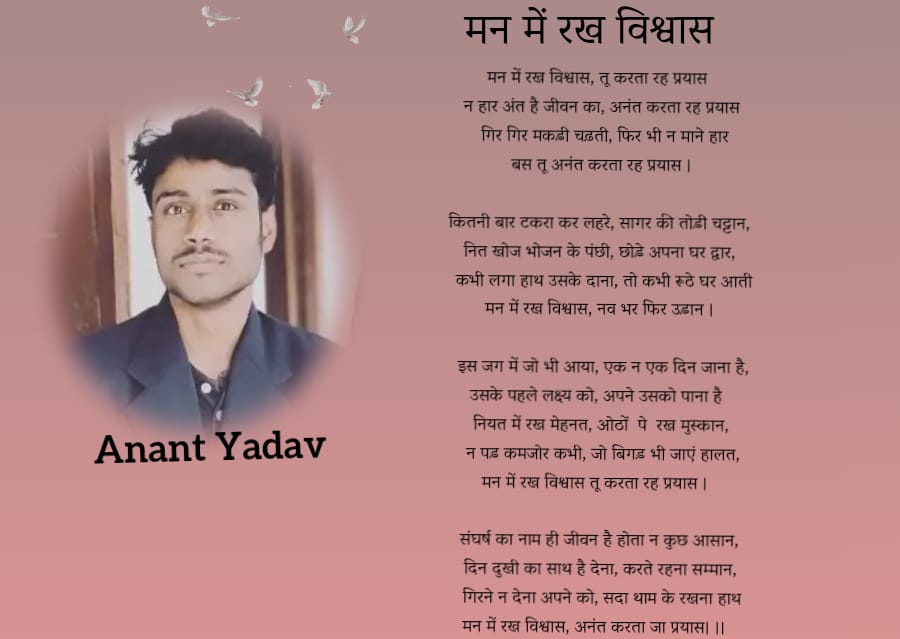 मन में रख विश्वास
मन में रख विश्वास, तू करता रह प्रयास
न हार अंत है जीवन का, अनंत करता रह प्रयास
गिर गिर मकडी चढ़ती, फिर भी न माने हार
बस तू अनंत करता रह प्रयास |
कितनी बार टकरा कर लहरे, सागर की तोडी चट्टान,
नित खोज भोजन के पंछी, छोडे अपना घर द्वार,
कभी लगा हाथ उसके दाना, तो कभी रूठे घर आती
मन में रख विश्वास, नव भर फिर उडान |
इस जग में जो भी आया, एक न एक दिन जाना है,
उसके पहले लक्ष्य को, अपने उसको पाना है
नियत में रख मेहनत, ओठों पे रख मुस्कान,
न पड कमजोर कभी, जो बिगड भी जाएं हालत,
मन में रख विश्वास तू करता रह प्रयास |
संघर्ष का नाम ही जीवन है होता न कुछ आसान,
दिन दुखी का साथ है देना, करते रहना सम्मान,
गिरने न देना अपने को, सदा थाम के रखना हाथ
मन में रख विश्वास, अनंत करता जा प्रयास| ||
Anant Yadav